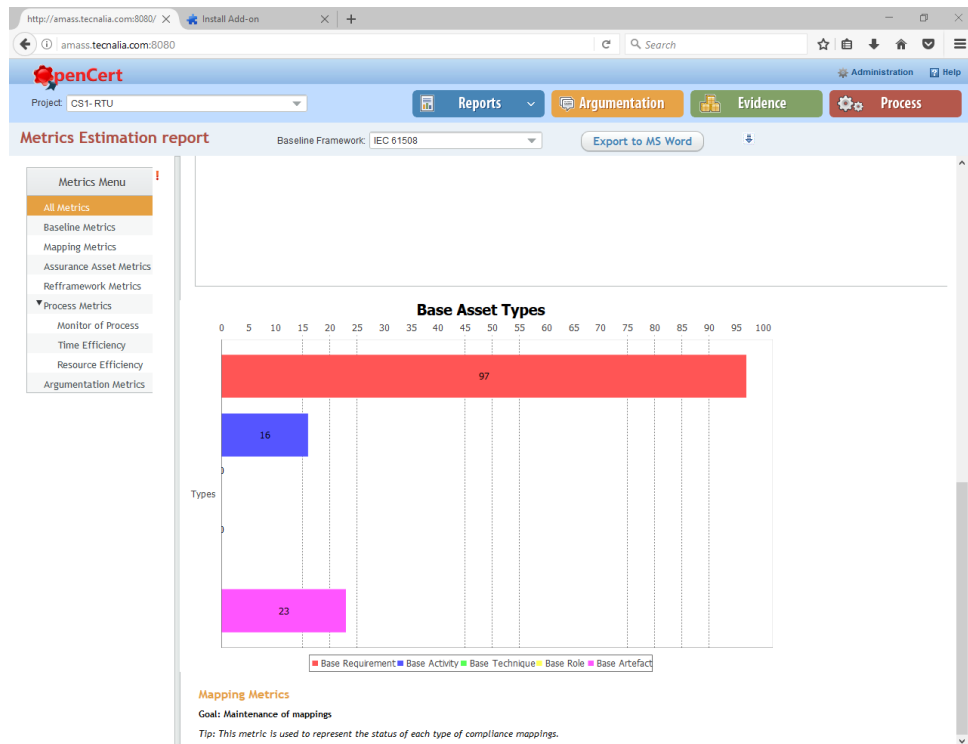 http://amass.tecnalia.com:8080/ Install Add-on
amass.tecnalia.com:8080 Search
penCert Administration Help
Project: CS1- RTU Reports Argumentation Evidence Process
Metrics Estimation report Baseline Framework: IEC 61508 Export to MS Word
Metrics Menu !
All Metrics
Baseline Metrics
Mapping Metrics
Assurance Asset Metrics
Refframework Metrics
Process Metrics
Monitor of Process
Time Efficiency
Resource Efficiency
Argumentation Metrics
Base Asset Types
0 5 10 15 20 25 30 35 40 45 50 55 60 65 70 75 80 85 90 95 100
97
16
0
Types
0
23
Base Requirement Base Activity Base Technique Base Role Base Artefact
Mapping Metrics
Goal: Maintenance of mappings
Tip: This metric is used to represent the status of each type of compliance mappings.